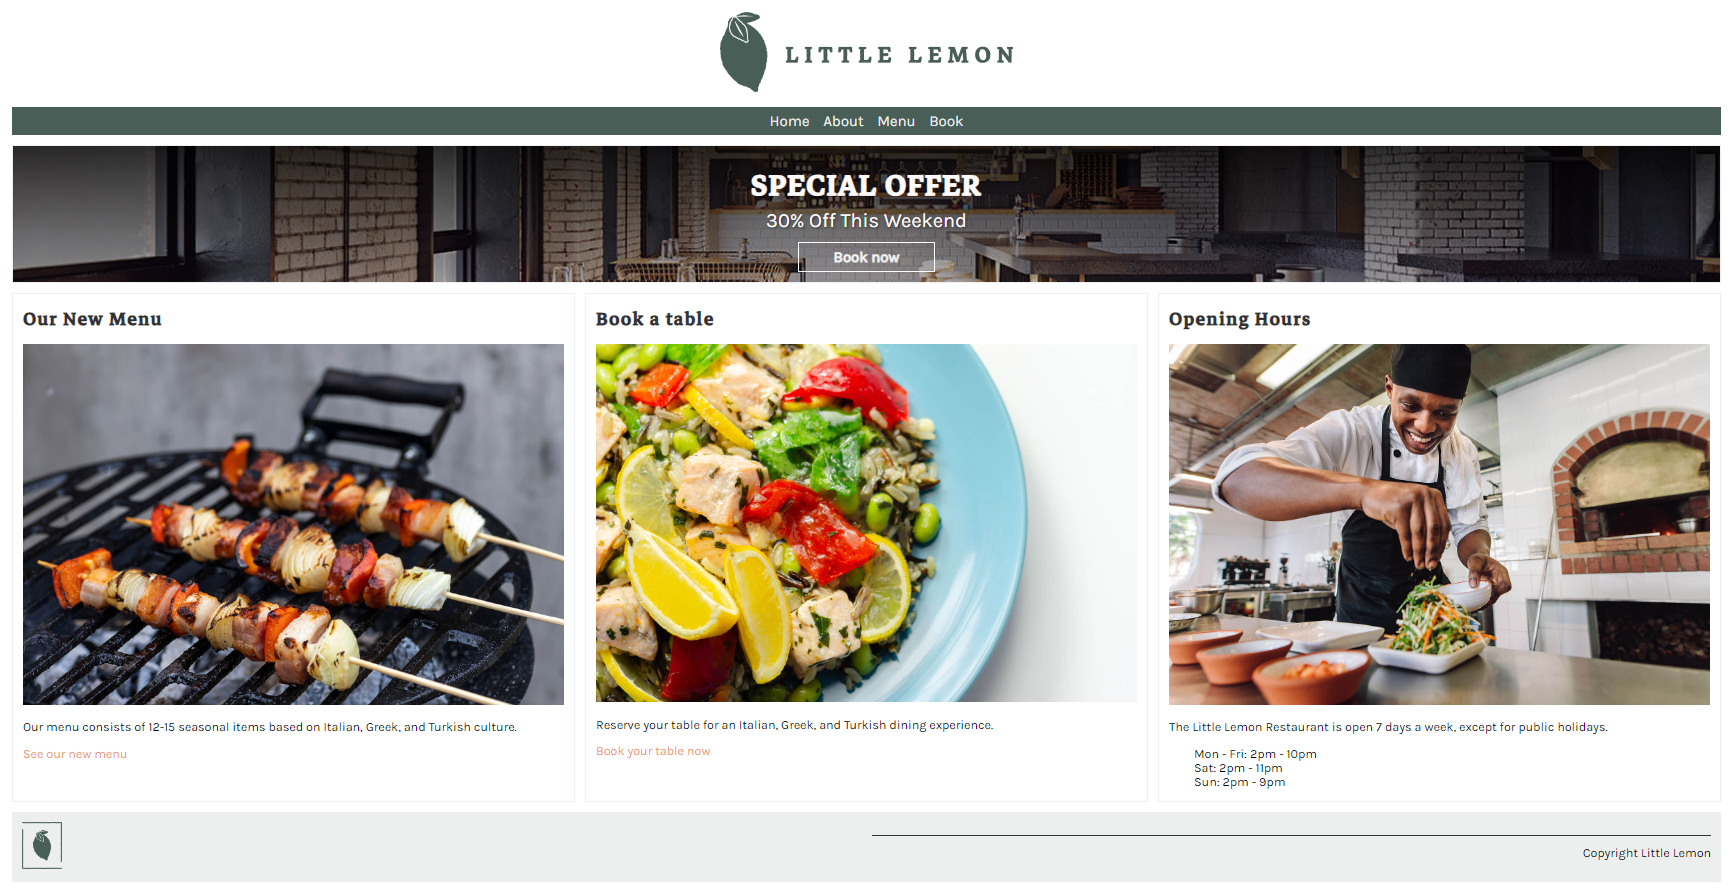 LITTLE LEMON
Home About Menu Book
SPECIAL OFFER
30% Off This Weekend
Book now
Our New Menu
Our menu consists of 12-15 seasonal items based on Italian, Greek, and Turkish culture.
See our new menu
Book a table
Reserve your table for an Italian, Greek, and Turkish dining experience.
Book your table now
Opening Hours
The Little Lemon Restaurant is open 7 days a week, except for public holidays.
Mon - Fri: 2pm - 10pm
Sat: 2pm - 11pm
Sun: 2pm - 9pm
Copyright Little Lemon